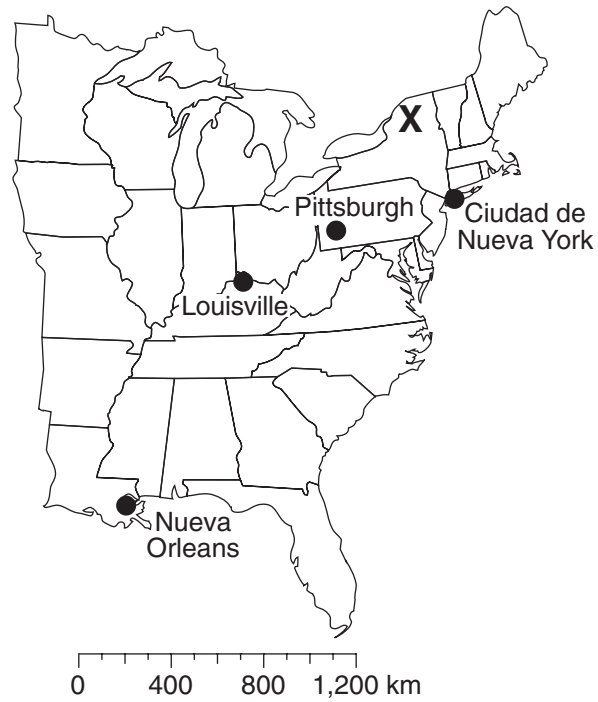 X
Pittsburgh
Ciudad de
Nueva York
Louisville
Nueva
Orleans
0 400 800 1,200 km